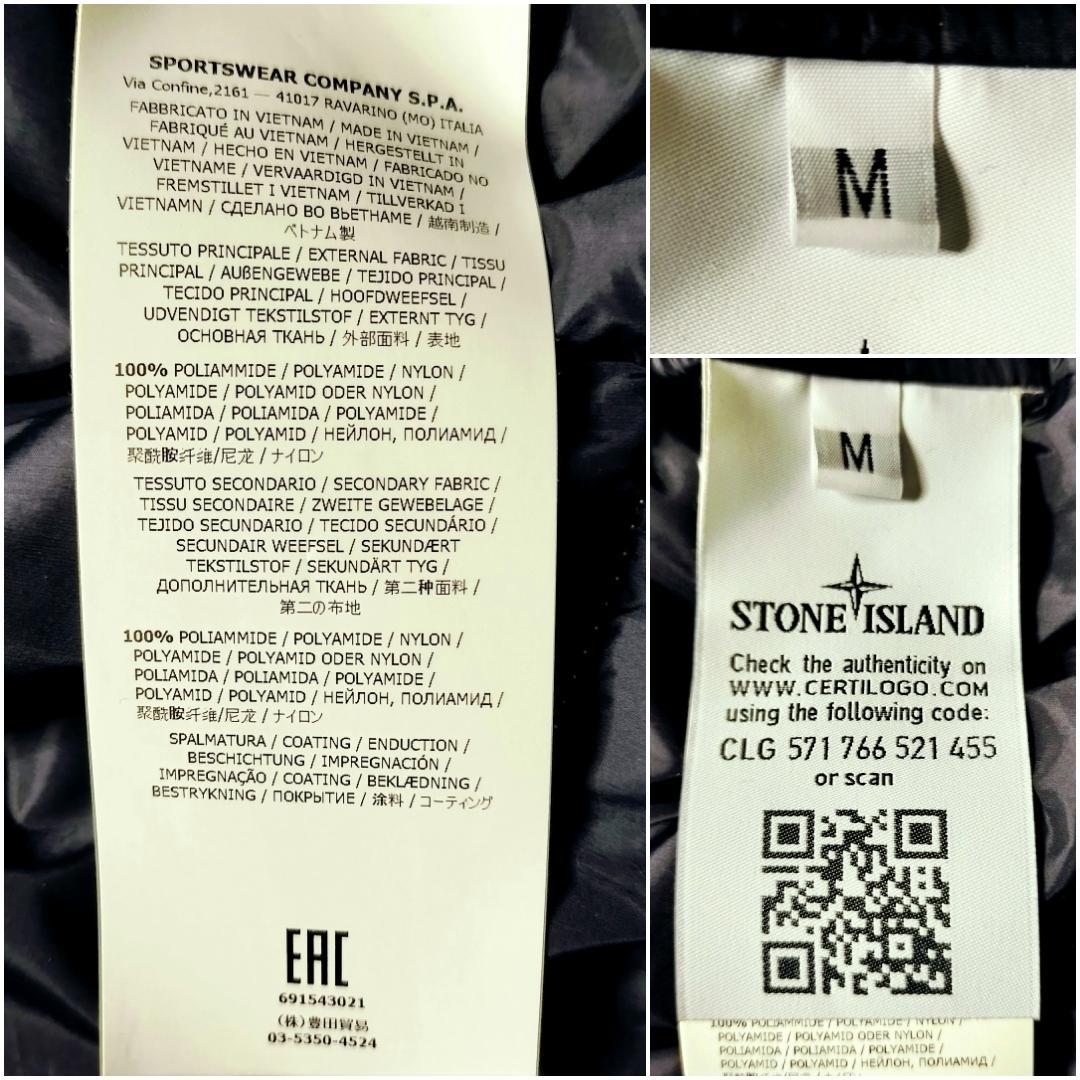 SPORTSWEAR COMPANY S.P.A.
Via Confine,2161 — 41017 RAVARINO (MO) ITALIA
FABBRICATO IN VIETNAM / MADE IN VIETNAM /
FABRIQUÉ AU VIETNAM / HERGESTELLT IN
VIETNAM / HECHO EN VIETNAM / FABRICADO NO
VIETNAME / VERVAARDIGD IN VIETNAM /
FREMSTILLET I VIETNAM / TILLVERKAD I
VIETNAMN / СДЕЛАНО ВО ВЬЕТНАМЕ / 越南制造 /
ベトナム製
TESSUTO PRINCIPALE / EXTERNAL FABRIC / TISSU
PRINCIPAL / AUßENGEWEBE / TEJIDO PRINCIPAL /
TECIDO PRINCIPAL / HOOFDWEEFSEL /
UDVENDIGT TEKSTILSTOF / EXTERNT TYG /
ОСНОВНАЯ ТКАНЬ / 外部面料 / 表地
100% POLIAMMIDE / POLYAMIDE / NYLON /
POLYAMIDE / POLYAMID ODER NYLON /
POLIAMIDA / POLIAMIDA / POLYAMIDE /
POLYAMID / POLYAMID / НЕЙЛОН, ПОЛИАМИД /
聚酰胺纤维/尼龙 / ナイロン
TESSUTO SECONDARIO / SECONDARY FABRIC /
TISSU SECONDAIRE / ZWEITE GEWEBELAGE /
TEJIDO SECUNDARIO / TECIDO SECUNDÁRIO /
SECUNDAIR WEEFSEL / SEKUNDÆRT
TEKSTILSTOF / SEKUNDÄRT TYG /
ДОПОЛНИТЕЛЬНАЯ ТКАНЬ / 第二种面料 /
第二の布地
100% POLIAMMIDE / POLYAMIDE / NYLON /
POLYAMIDE / POLYAMID ODER NYLON /
POLIAMIDA / POLIAMIDA / POLYAMIDE /
POLYAMID / POLYAMID / НЕЙЛОН, ПОЛИАМИД /
聚酰胺纤维/尼龙 / ナイロン
SPALMATURA / COATING / ENDUCTION /
BESCHICHTUNG / IMPREGNACIÓN /
IMPREGNAÇÃO / COATING / BEKLÆDNING /
BESTRYKNING / ПОКРЫТИЕ / 涂料 / コーティング
EAC
691543021
(株)豊田貿易
03-5350-4524
M
M
STONE ISLAND
Check the authenticity on
WWW.CERTILOGO.COM
using the following code:
CLG 571 766 521 455
or scan
100% POLIAMMIDE / POLYAMIDE / NYLON /
POLYAMIDE / POLYAMID ODER NYLON /
POLIAMIDA / POLIAMIDA / POLYAMIDE /
POLYAMID / POLYAMID / НЕЙЛОН, ПОЛИАМИД /